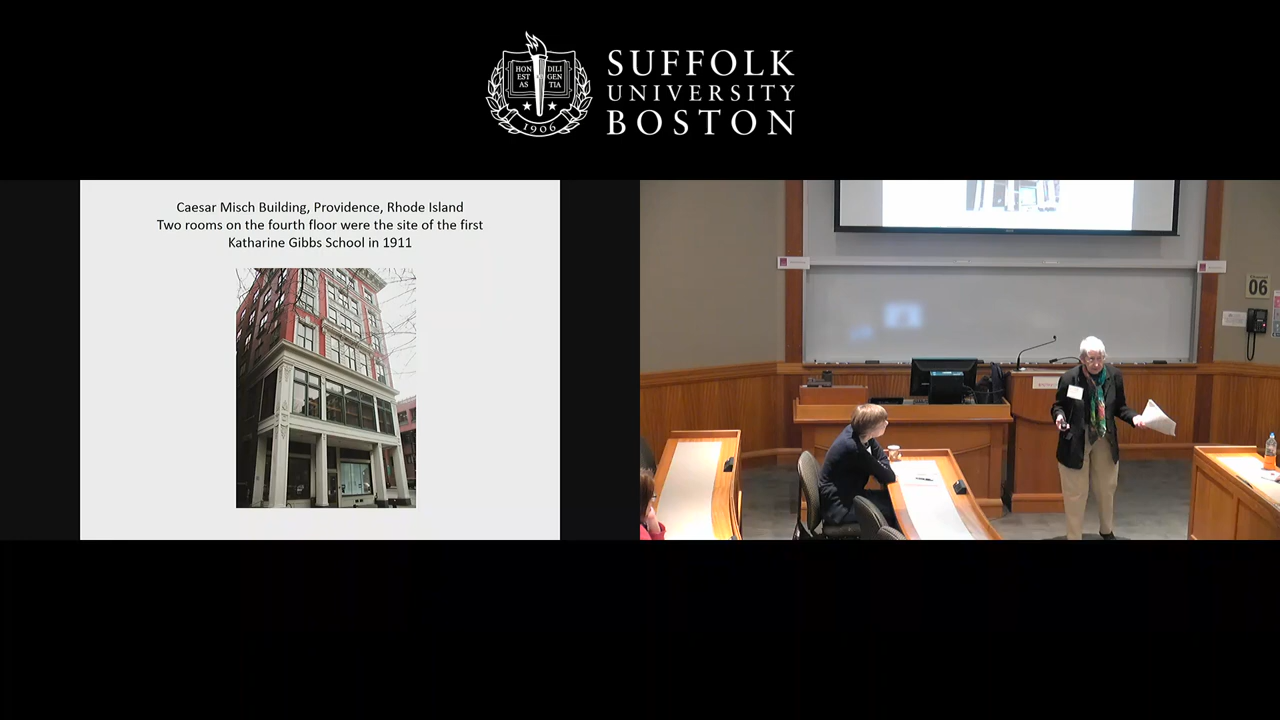 HON
EST
AS
DILI
GEN
TIA
1906
SUFFOLK
UNIVERSITY
BOSTON
Caesar Misch Building, Providence, Rhode Island
Two rooms on the fourth floor were the site of the first
Katharine Gibbs School in 1911
06